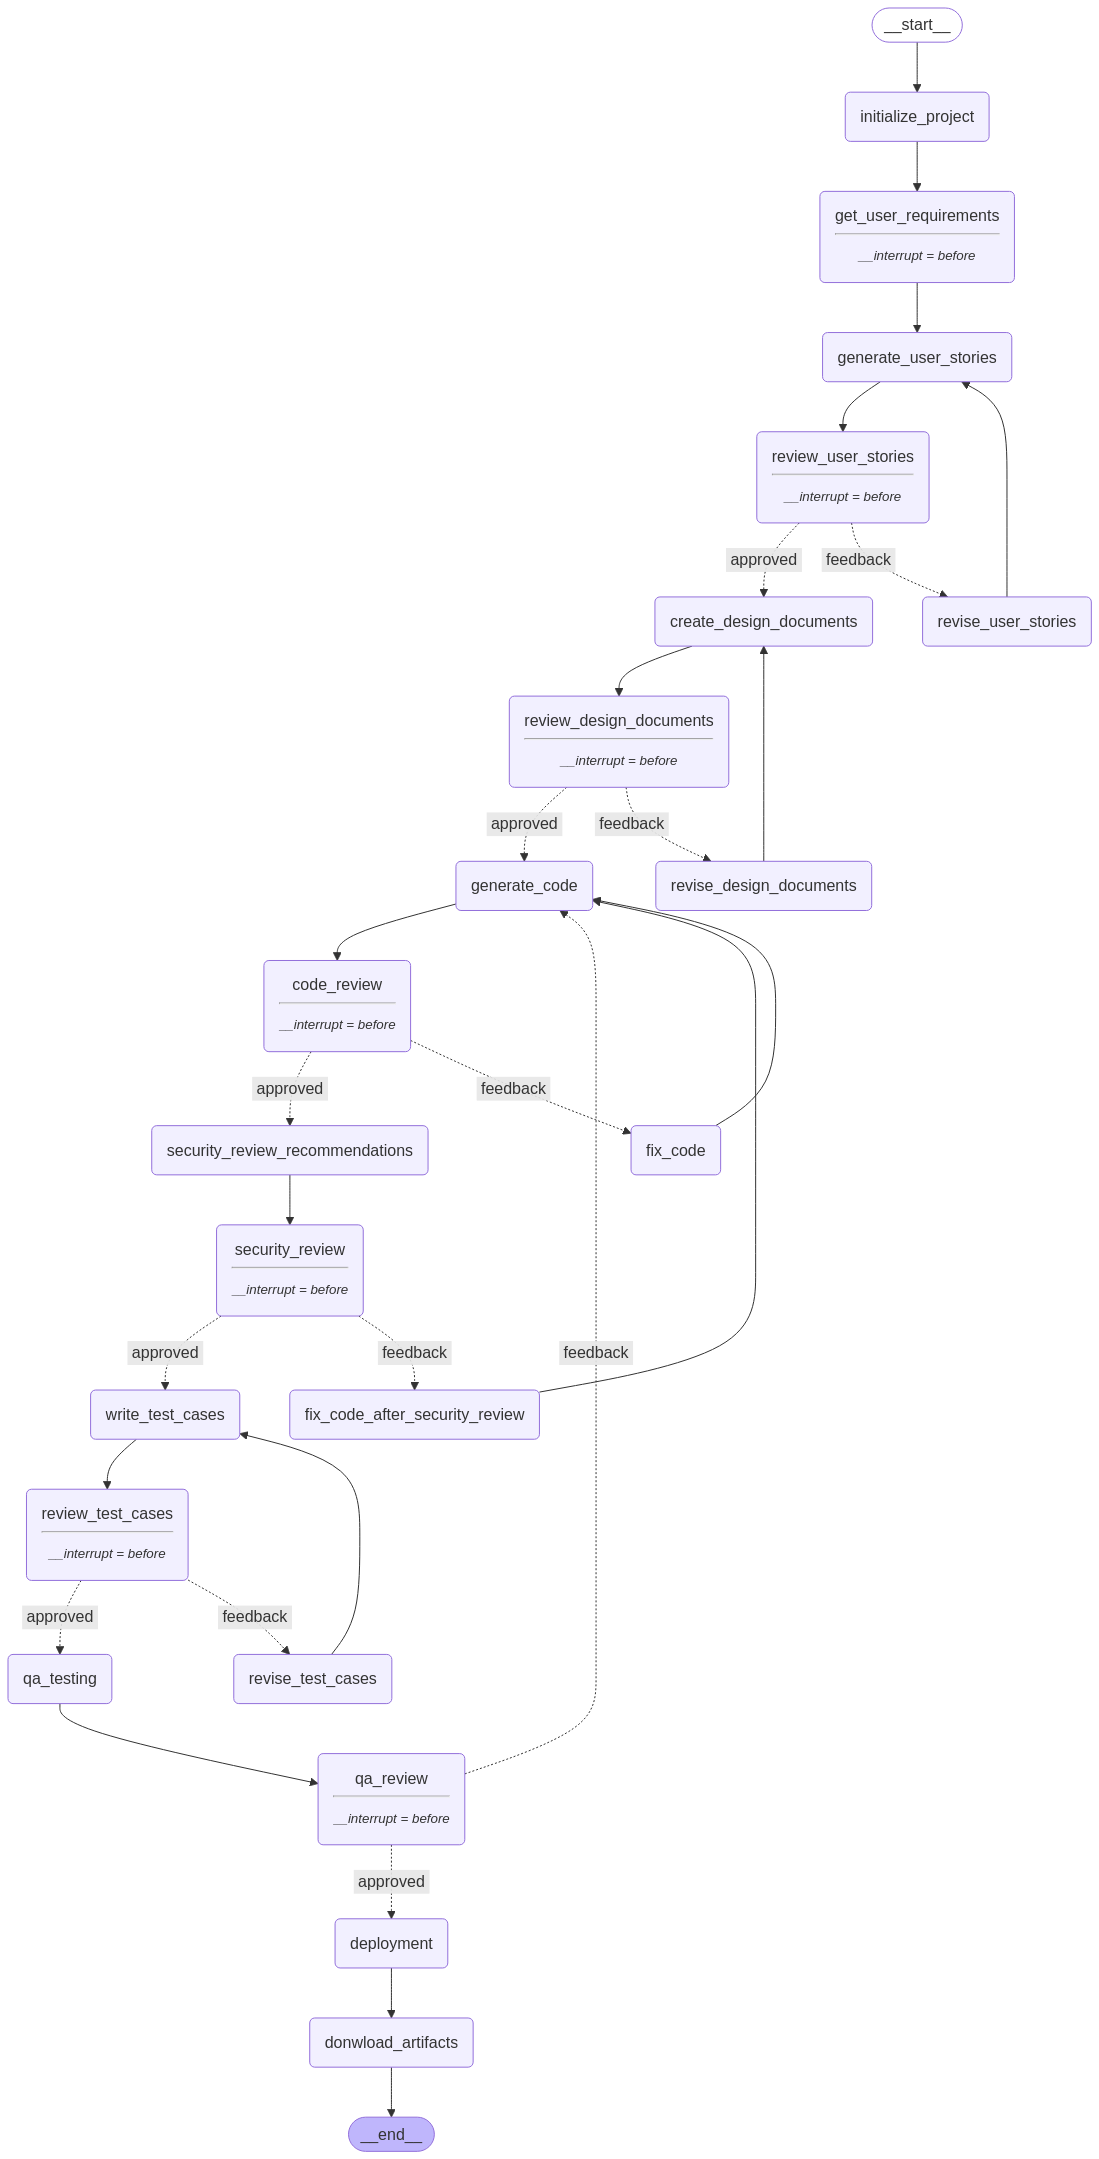 __start__
initialize_project
get_user_requirements
__interrupt = before
generate_user_stories
review_user_stories
__interrupt = before
approved
feedback
create_design_documents
revise_user_stories
review_design_documents
__interrupt = before
approved
feedback
generate_code
revise_design_documents
code_review
__interrupt = before
approved
feedback
security_review_recommendations
fix_code
security_review
__interrupt = before
approved
feedback
feedback
write_test_cases
fix_code_after_security_review
review_test_cases
__interrupt = before
approved
feedback
qa_testing
revise_test_cases
qa_review
__interrupt = before
approved
deployment
donwload_artifacts
__end__